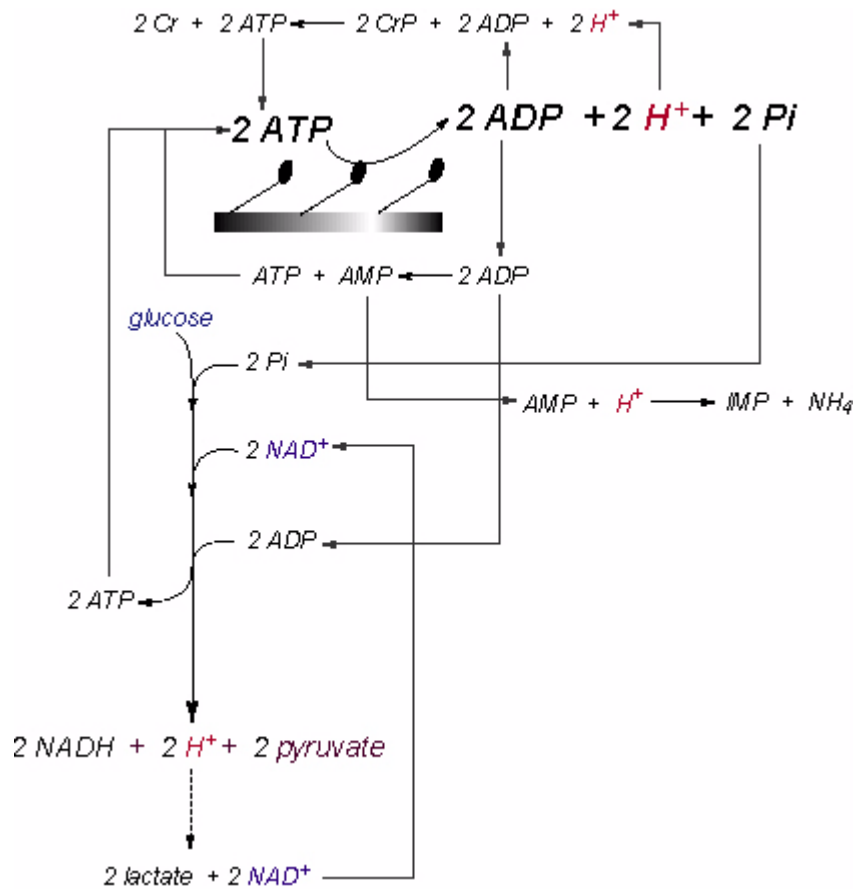 2 Cr + 2 ATP 2 CrP + 2 ADP + 2 H+
2 ATP 2 ADP + 2 H+ + 2 Pi
ATP + AMP 2 ADP
glucose
2 Pi
AMP + H+ IMP + NH4
2 NAD+
2 ADP
2 ATP
2 NADH + 2 H+ + 2 pyruvate
2 lactate + 2 NAD+